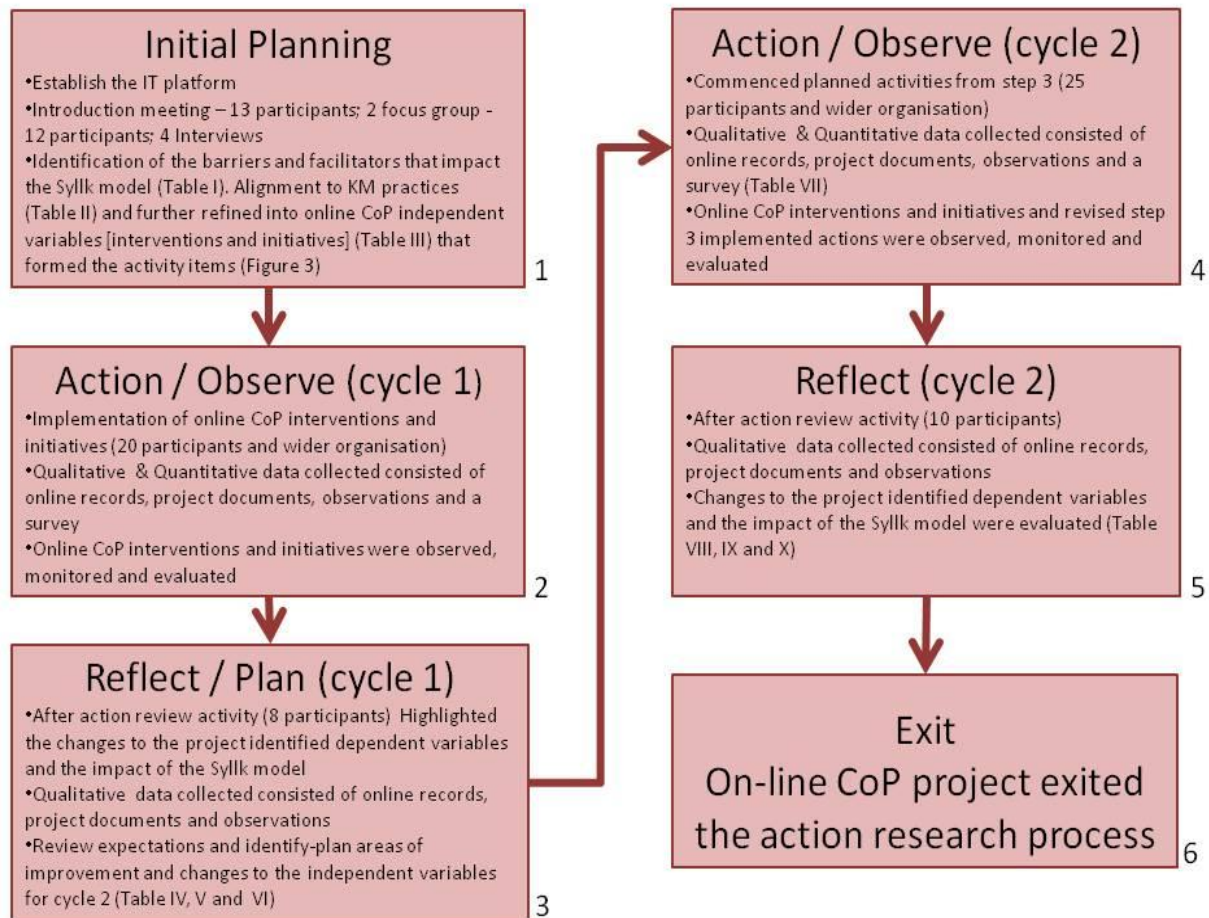 Initial Planning
•Establish the IT platform
•Introduction meeting – 13 participants; 2 focus group -
12 participants; 4 Interviews
•Identification of the barriers and facilitators that impact
the Syllk model (Table I). Alignment to KM practices
(Table II) and further refined into online CoP independent
variables [interventions and initiatives] (Table III) that
formed the activity items (Figure 3)
1
Action / Observe (cycle 1)
•Implementation of online CoP interventions and
initiatives (20 participants and wider organisation)
•Qualitative & Quantitative data collected consisted of
online records, project documents, observations and a
survey
•Online CoP interventions and initiatives were observed,
monitored and evaluated
2
Reflect / Plan (cycle 1)
•After action review activity (8 participants) Highlighted
the changes to the project identified dependent variables
and the impact of the Syllk model
•Qualitative data collected consisted of online records,
project documents and observations
•Review expectations and identify-plan areas of
improvement and changes to the independent variables
for cycle 2 (Table IV, V and VI)
3
Action / Observe (cycle 2)
•Commenced planned activities from step 3 (25
participants and wider organisation)
•Qualitative & Quantitative data collected consisted of
online records, project documents, observations and a
survey (Table VII)
•Online CoP interventions and initiatives and revised step
3 implemented actions were observed, monitored and
evaluated
4
Reflect (cycle 2)
•After action review activity (10 participants)
•Qualitative data collected consisted of online records,
project documents and observations
•Changes to the project identified dependent variables
and the impact of the Syllk model were evaluated (Table
VIII, IX and X)
5
Exit
On-line CoP project exited
the action research process
6